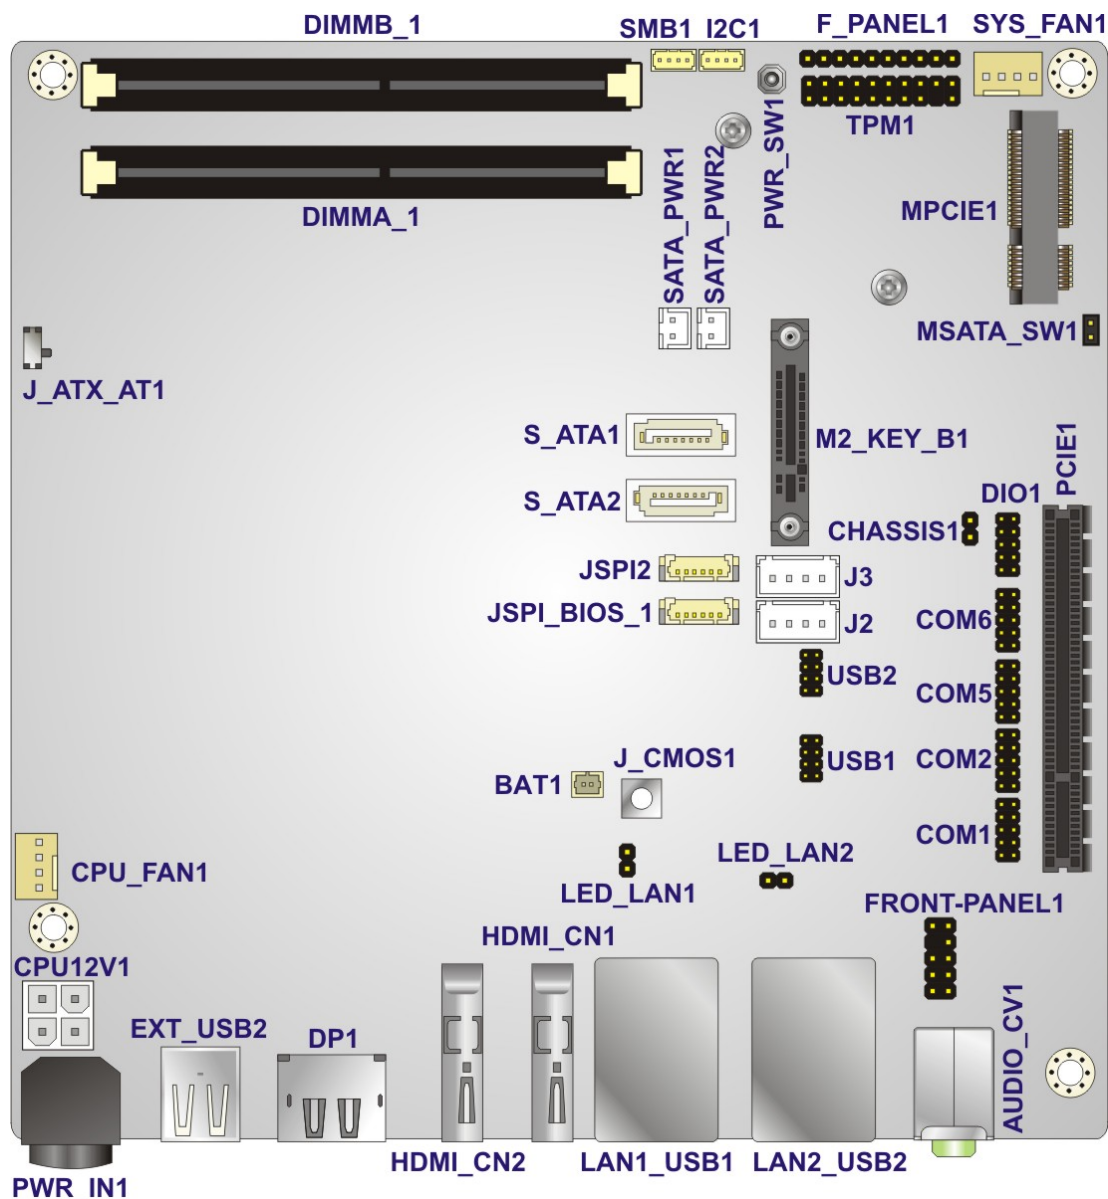 DIMMB_1
SMB1
I2C1
F_PANEL1
SYS_FAN1
TPM1
PWR_SW1
DIMMA_1
SATA_PWR1
SATA_PWR2
MPCIE1
MSATA_SW1
J_ATX_AT1
S_ATA1
M2_KEY_B1
PCIE1
S_ATA2
DIO1
CHASSIS1
JSPI2
J3
JSPI_BIOS_1
J2
COM6
USB2
COM5
BAT1
J_CMOS1
USB1
COM2
COM1
CPU_FAN1
LED_LAN1
LED_LAN2
FRONT-PANEL1
HDMI_CN1
CPU12V1
EXT_USB2
DP1
AUDIO_CV1
HDMI_CN2
LAN1_USB1
LAN2_USB2
PWR_IN1